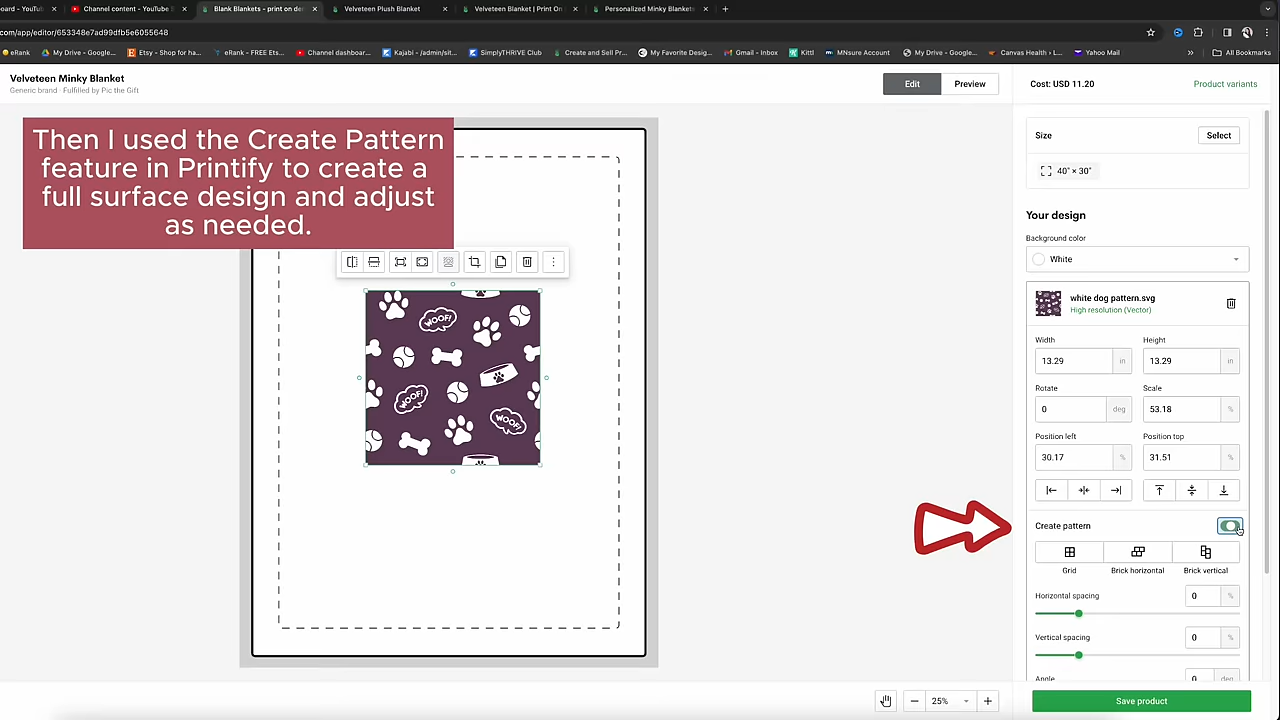 board - YouTu
Channel content - YouTube
Blank Blankets - print on de
Velveteen Plush Blanket
Velveteen Blanket | Print On
Personalized Minky Blankets
com/app/editor/653348e7ad99dfb5e6055648
eRank
My Drive - Google...
Etsy - Shop for ha...
eRank - FREE Ets...
Channel dashboar...
Kajabi - /admin/sit...
SimplyTHRIVE Club
Create and Sell Pr...
My Favorite Desig...
Gmail - Inbox
Kittl
MNsure Account
My Drive - Google...
Canvas Health › L...
Yahoo Mail
All Bookmarks
Velveteen Minky Blanket
Generic brand · Fulfilled by Pic the Gift
Edit
Preview
Cost: USD 11.20
Product variants
Then I used the Create Pattern
feature in Printify to create a
full surface design and adjust
as needed.
WOOF!
WOOF!
WOOF!
Size
Select
40″ × 30″
Your design
Background color
White
white dog pattern.svg
High resolution (Vector)
Width
Height
13.29 in
13.29 in
Rotate
Scale
0 deg
53.18 %
Position left
Position top
30.17 %
31.51 %
Create pattern
Grid
Brick horizontal
Brick vertical
Horizontal spacing
0 %
Vertical spacing
0 %
Angle
0 deg
25%
Save product